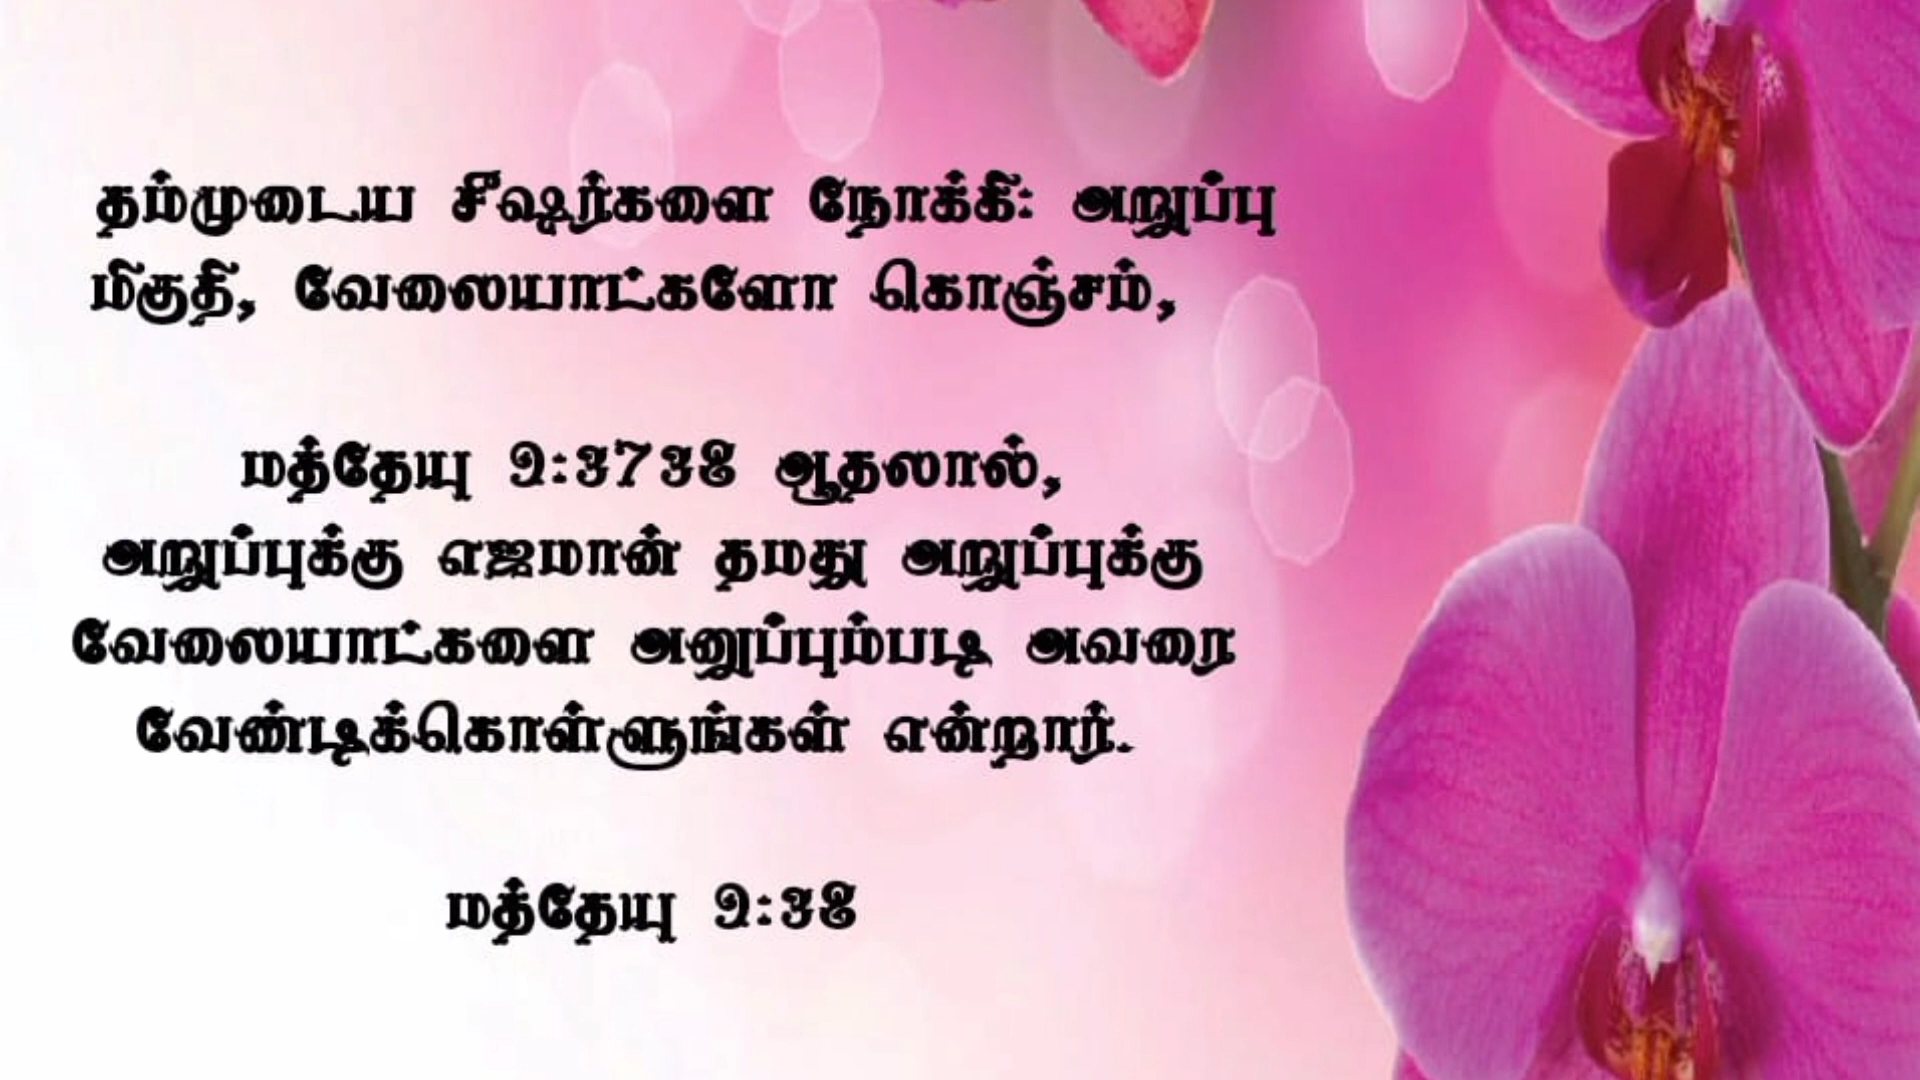 தம்முடைய சீஷர்களை நோக்கி: அறுப்பு
மிகுதி, வேலையாட்களோ கொஞ்சம்,
மத்தேயு 9:3738 ஆதலால்,
அறுப்புக்கு எஜமான் தமது அறுப்புக்கு
வேலையாட்களை அனுப்பும்படி அவரை
வேண்டிக்கொள்ளுங்கள் என்றார்.
மத்தேயு 9:38